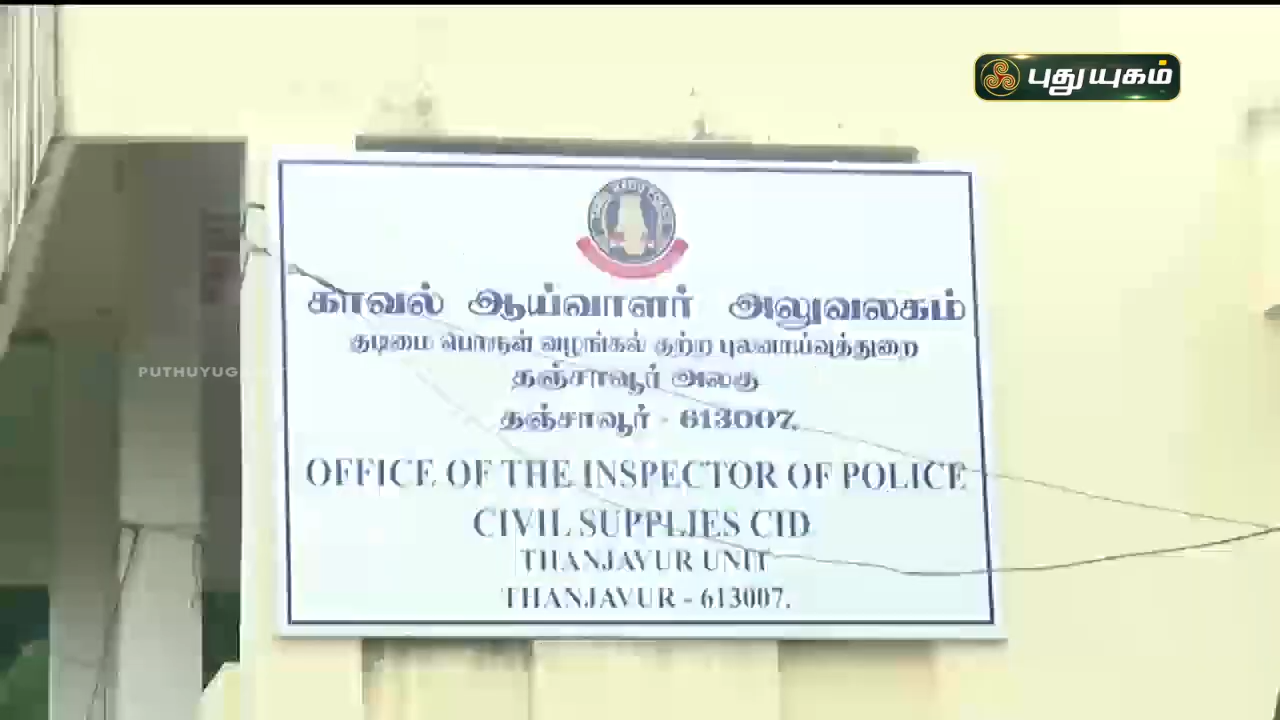 புதுயுகம்
காவல் ஆய்வாளர் அலுவலகம்
குடிமை பொருள் வழங்கல் குற்ற புலனாய்வுத்துறை
தஞ்சாவூர் அலகு
தஞ்சாவூர் - 613007.
OFFICE OF THE INSPECTOR OF POLICE
CIVIL SUPPLIES CID
THANJAVUR UNIT
THANJAVUR - 613007.